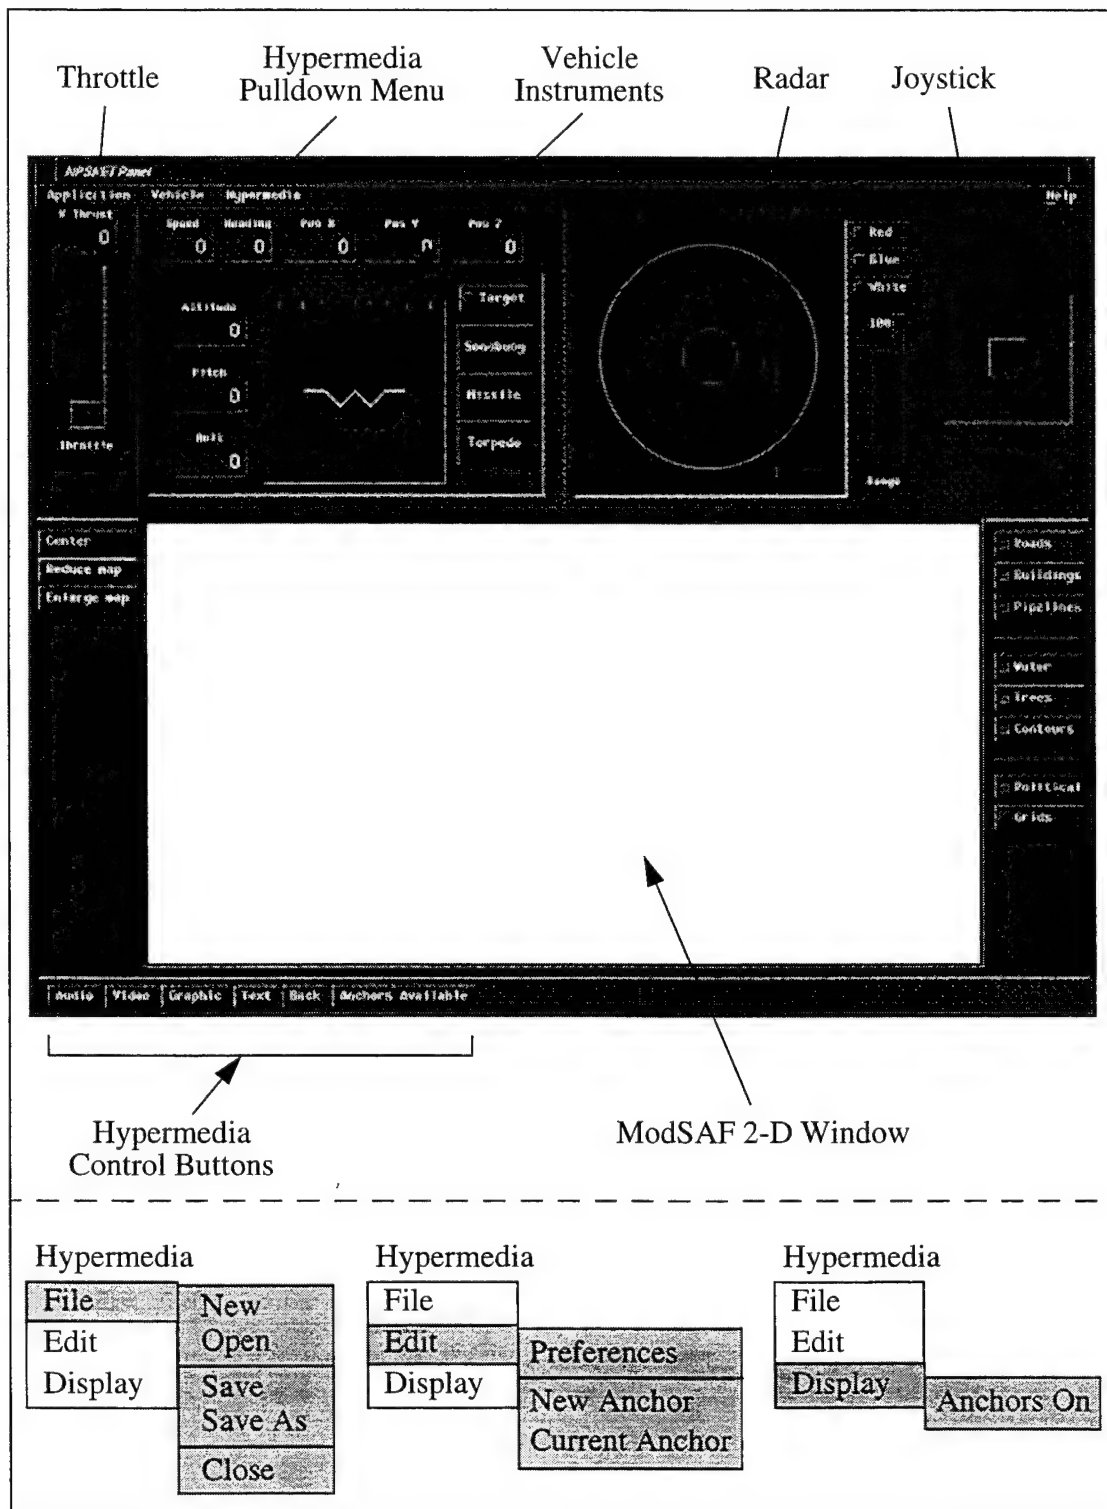 Throttle
Hypermedia
Pulldown Menu
Vehicle
Instruments
Radar
Joystick
NPSNET Panel
Application Vehicle Hypermedia Help
% Thrust
0
Speed Heading Pos X Pos Y Pos Z
0 0 0 0 0
Altitude
0
Pitch
0
Roll
0
Throttle
Target
Sonobuoy
Missile
Torpedo
Red
Blue
White
100
Range
Center
Reduce map
Enlarge map
Roads
Buildings
Pipelines
Water
Trees
Contours
Political
Grids
Audio Video Graphic Text Back Anchors Available
Hypermedia
Control Buttons
ModSAF 2-D Window
Hypermedia
File
Edit
Display
New
Open
Save
Save As
Close
Hypermedia
File
Edit
Display
Preferences
New Anchor
Current Anchor
Hypermedia
File
Edit
Display
Anchors On